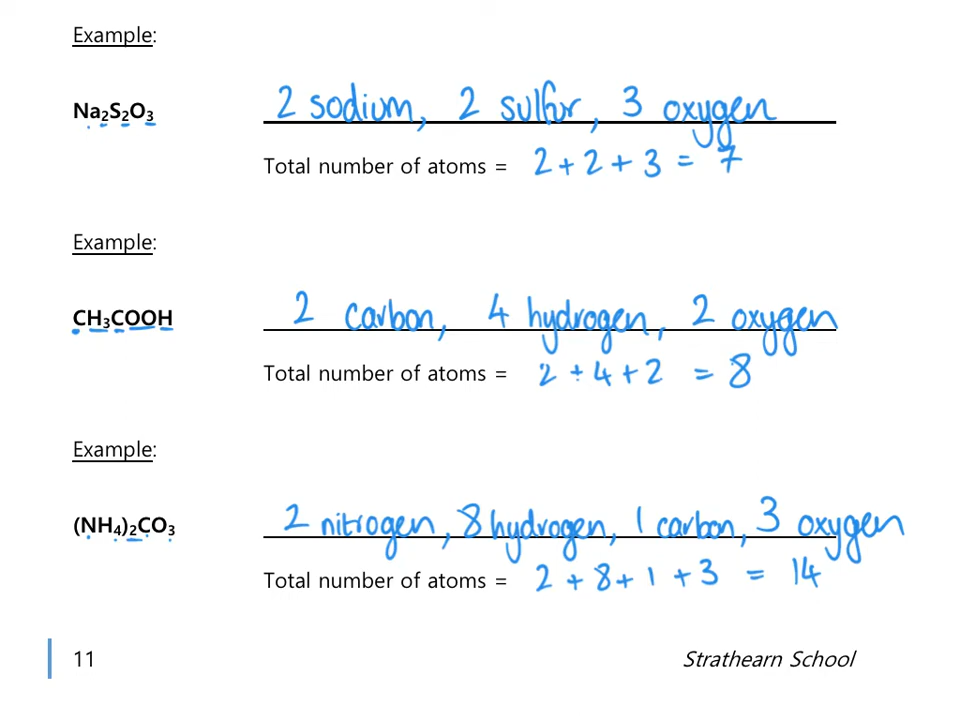 Example:
Na₂S₂O₃ 2 sodium, 2 sulfur, 3 oxygen
Total number of atoms = 2 + 2 + 3 = 7
Example:
CH₃COOH 2 carbon, 4 hydrogen, 2 oxygen
Total number of atoms = 2 + 4 + 2 = 8
Example:
(NH₄)₂CO₃ 2 nitrogen, 8 hydrogen, 1 carbon, 3 oxygen
Total number of atoms = 2 + 8 + 1 + 3 = 14
11 Strathearn School